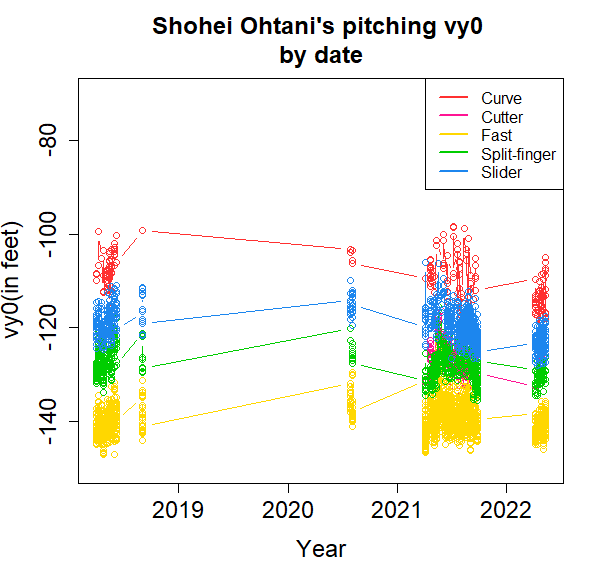 Shohei Ohtani's pitching vy0
by date
Curve
Cutter
Fast
Split-finger
Slider
vy0(in feet)
-80
-100
-120
-140
2019 2020 2021 2022
Year